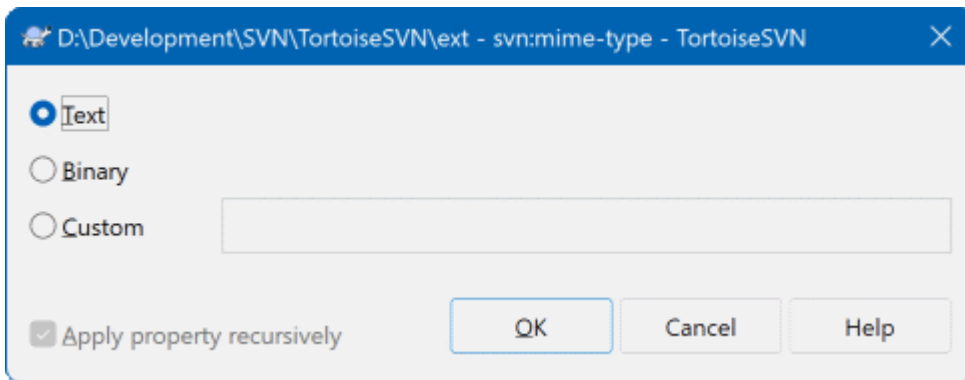 D:\Development\SVN\TortoiseSVN\ext - svn:mime-type - TortoiseSVN
Text
Binary
Custom
Apply property recursively
OK
Cancel
Help